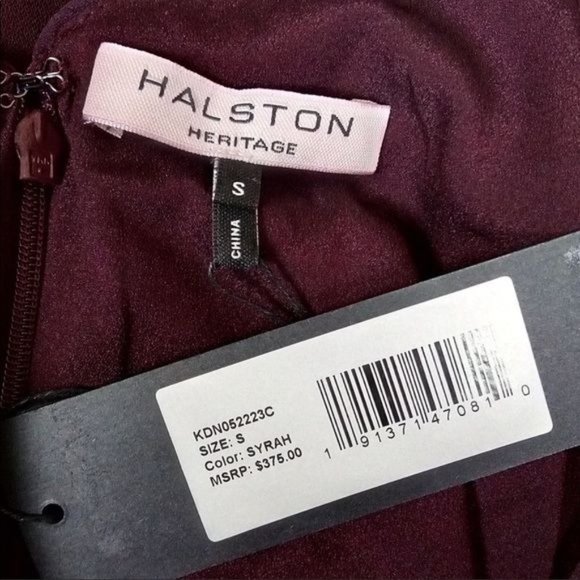 HALSTON
HERITAGE
S
CHINA
KDN052223C
SIZE: S
Color: SYRAH
MSRP: $375.00
1 91371 47081 0